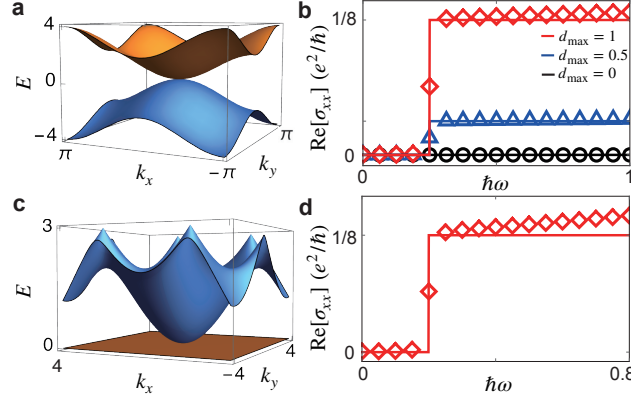 a
4
E
0
−4
π
k_x
−π
k_y
π
b
1/8
Re[σ_xx] (e²/ℏ)
0
d_max = 1
d_max = 0.5
d_max = 0
0
ℏω
1
c
3
E
0
4
k_x
−4
k_y
4
d
1/8
Re[σ_xx] (e²/ℏ)
0
0
ℏω
0.8